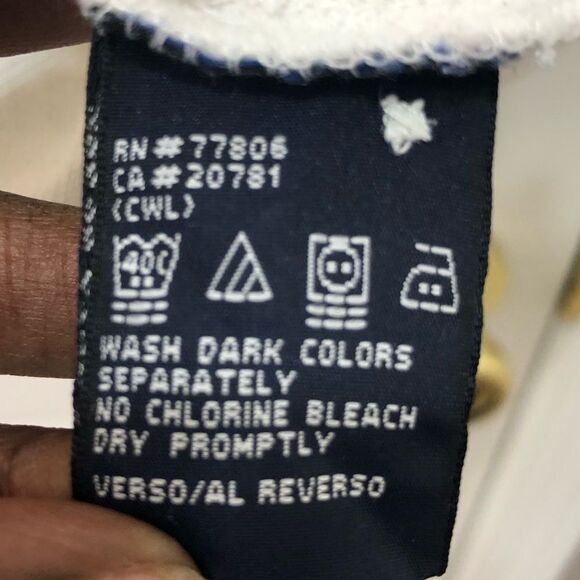 RN # 77806
CA # 20781
(CWL)
40C
WASH DARK COLORS
SEPARATELY
NO CHLORINE BLEACH
DRY PROMPTLY
VERSO/AL REVERSO